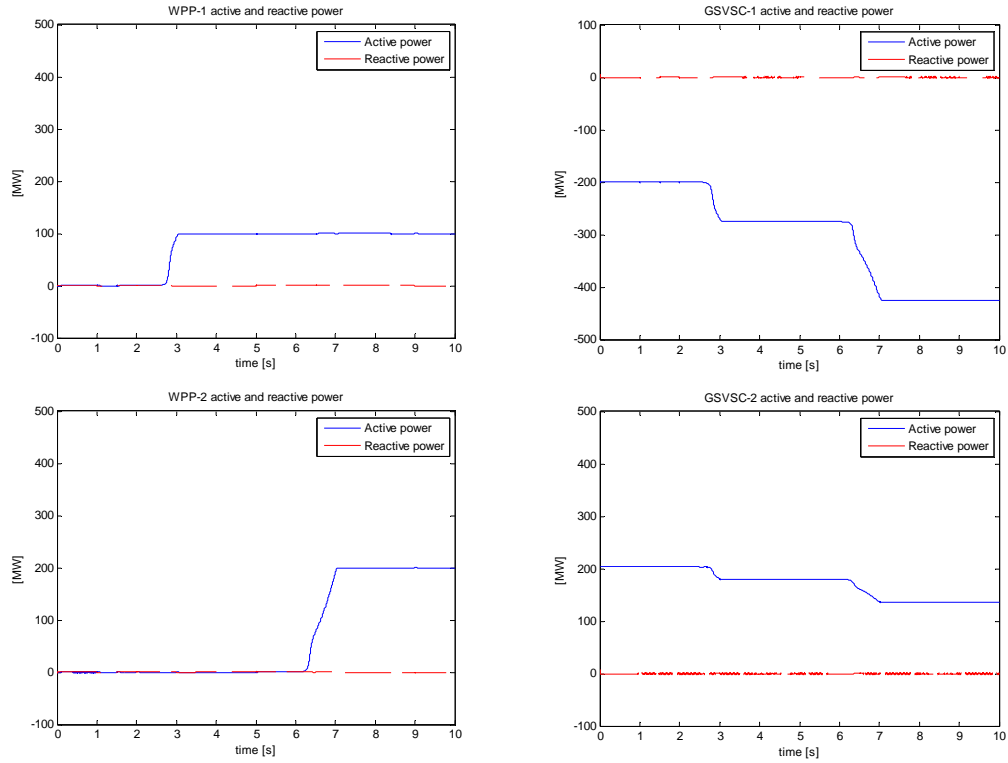 WPP-1 active and reactive power
500
400
300
200
100
0
-100
[MW]
Active power
Reactive power
0 1 2 3 4 5 6 7 8 9 10
time [s]
GSVSC-1 active and reactive power
100
0
-100
-200
-300
-400
-500
[MW]
Active power
Reactive power
0 1 2 3 4 5 6 7 8 9 10
time [s]
WPP-2 active and reactive power
500
400
300
200
100
0
-100
[MW]
Active power
Reactive power
0 1 2 3 4 5 6 7 8 9 10
time [s]
GSVSC-2 active and reactive power
500
400
300
200
100
0
-100
[MW]
Active power
Reactive power
0 1 2 3 4 5 6 7 8 9 10
time [s]